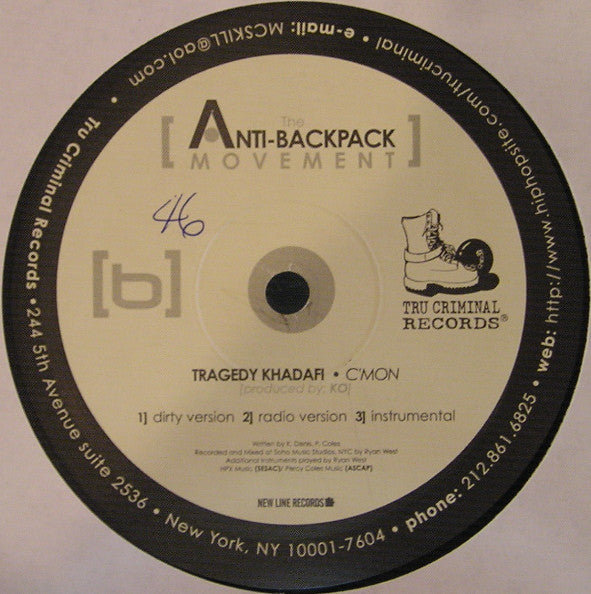 The
[ ANTI-BACKPACK ]
MOVEMENT
46
[b]
TRU CRIMINAL
RECORDS®
TRAGEDY KHADAFI • C'MON
[produced by: KO]
1] dirty version 2] radio version 3] instrumental
Written by K. Denis, P. Coles
Recorded and Mixed at Soho Music Studios, NYC by Ryan West
Additional Instruments played by Ryan West
HPX Music (SESAC)/ Percy Coles Music (ASCAP)
NEW LINE RECORDS
Tru Criminal Records • 244 5th Avenue suite 2536 • New York, NY 10001-7604 • phone: 212.861.6825 • web: http://www.hiphopsite.com/trucriminal • e-mail: MCSKILL@aol.com •